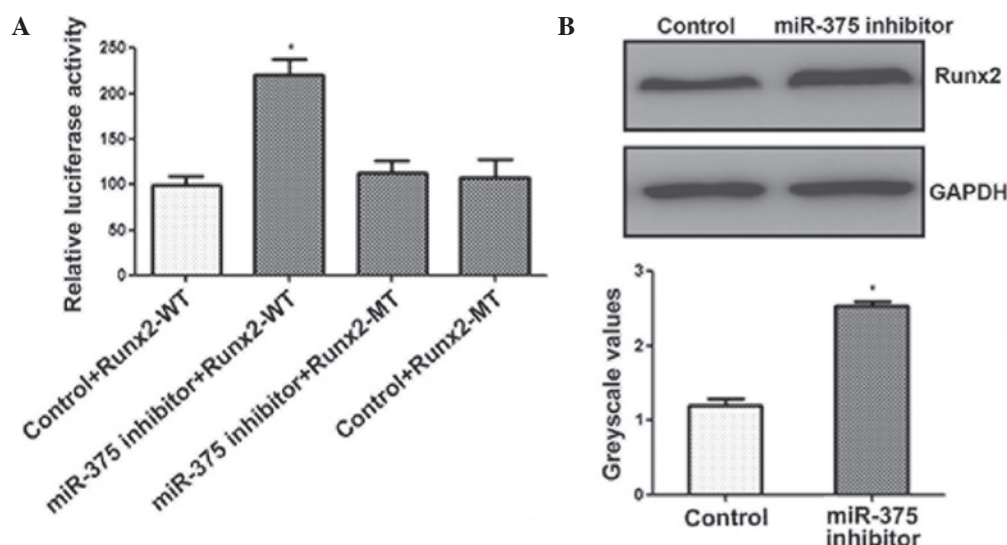 A
Relative luciferase activity
250
200
150
100
50
0
*
Control+Runx2-WT
miR-375 inhibitor+Runx2-WT
miR-375 inhibitor+Runx2-MT
Control+Runx2-MT
B
Control miR-375 inhibitor
Runx2
GAPDH
Greyscale values
3
2
1
0
*
Control
miR-375
inhibitor